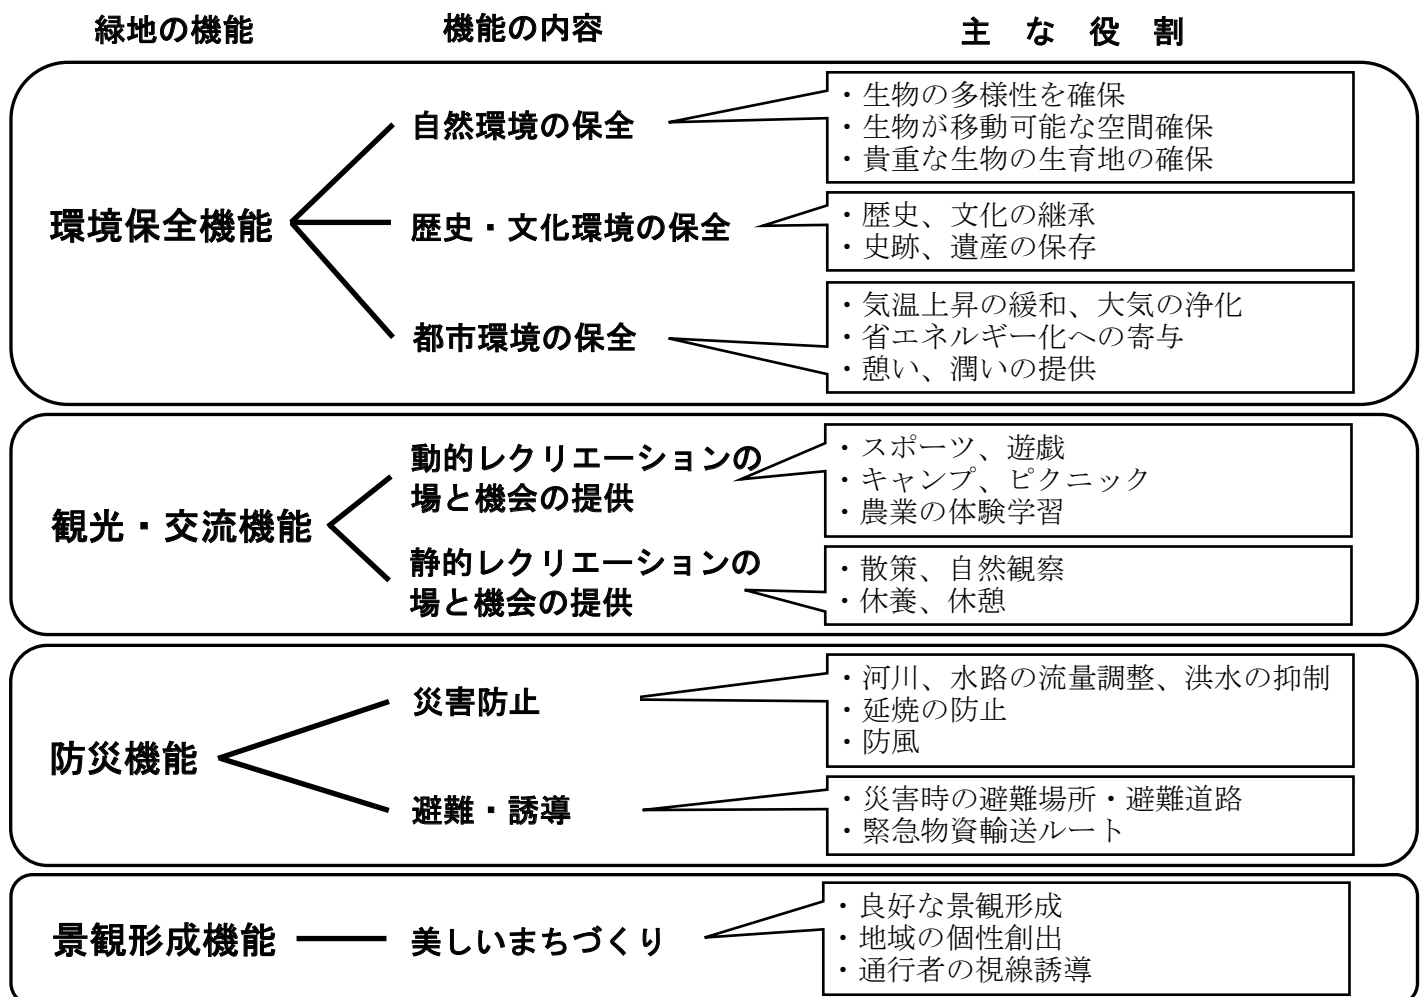 緑地の機能
機能の内容
主な役割
環境保全機能
自然環境の保全
・生物の多様性を確保
・生物が移動可能な空間確保
・貴重な生物の生育地の確保
歴史・文化環境の保全
・歴史、文化の継承
・史跡、遺産の保存
都市環境の保全
・気温上昇の緩和、大気の浄化
・省エネルギー化への寄与
・憩い、潤いの提供
観光・交流機能
動的レクリエーションの
場と機会の提供
・スポーツ、遊戯
・キャンプ、ピクニック
・農業の体験学習
静的レクリエーションの
場と機会の提供
・散策、自然観察
・休養、休憩
防災機能
災害防止
・河川、水路の流量調整、洪水の抑制
・延焼の防止
・防風
避難・誘導
・災害時の避難場所・避難道路
・緊急物資輸送ルート
景観形成機能
美しいまちづくり
・良好な景観形成
・地域の個性創出
・通行者の視線誘導